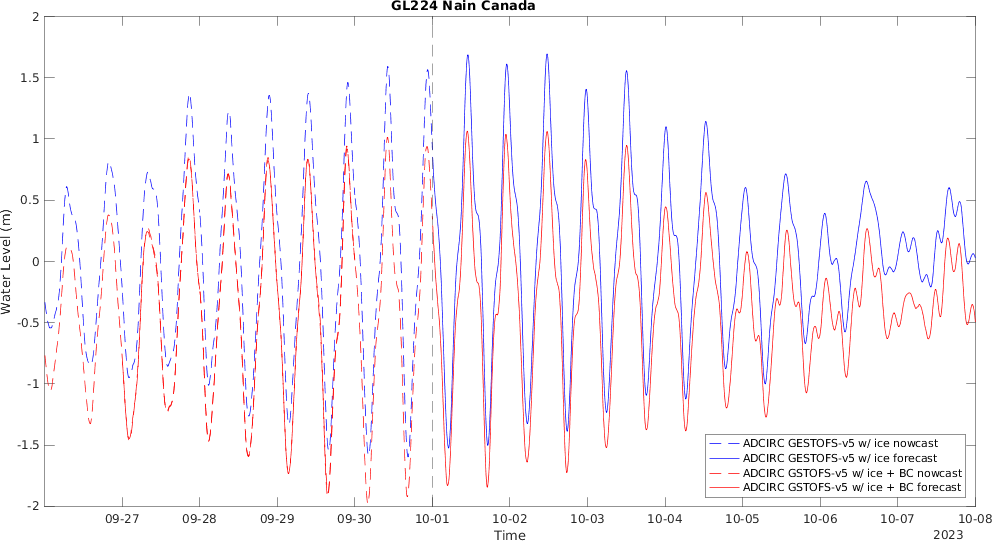 GL224 Nain Canada
2
1.5
1
0.5
0
-0.5
-1
-1.5
-2
Water Level (m)
09-27 09-28 09-29 09-30 10-01 10-02 10-03 10-04 10-05 10-06 10-07 10-08
Time
2023
ADCIRC GESTOFS-v5 w/ ice nowcast
ADCIRC GESTOFS-v5 w/ ice forecast
ADCIRC GSTOFS-v5 w/ ice + BC nowcast
ADCIRC GSTOFS-v5 w/ ice + BC forecast